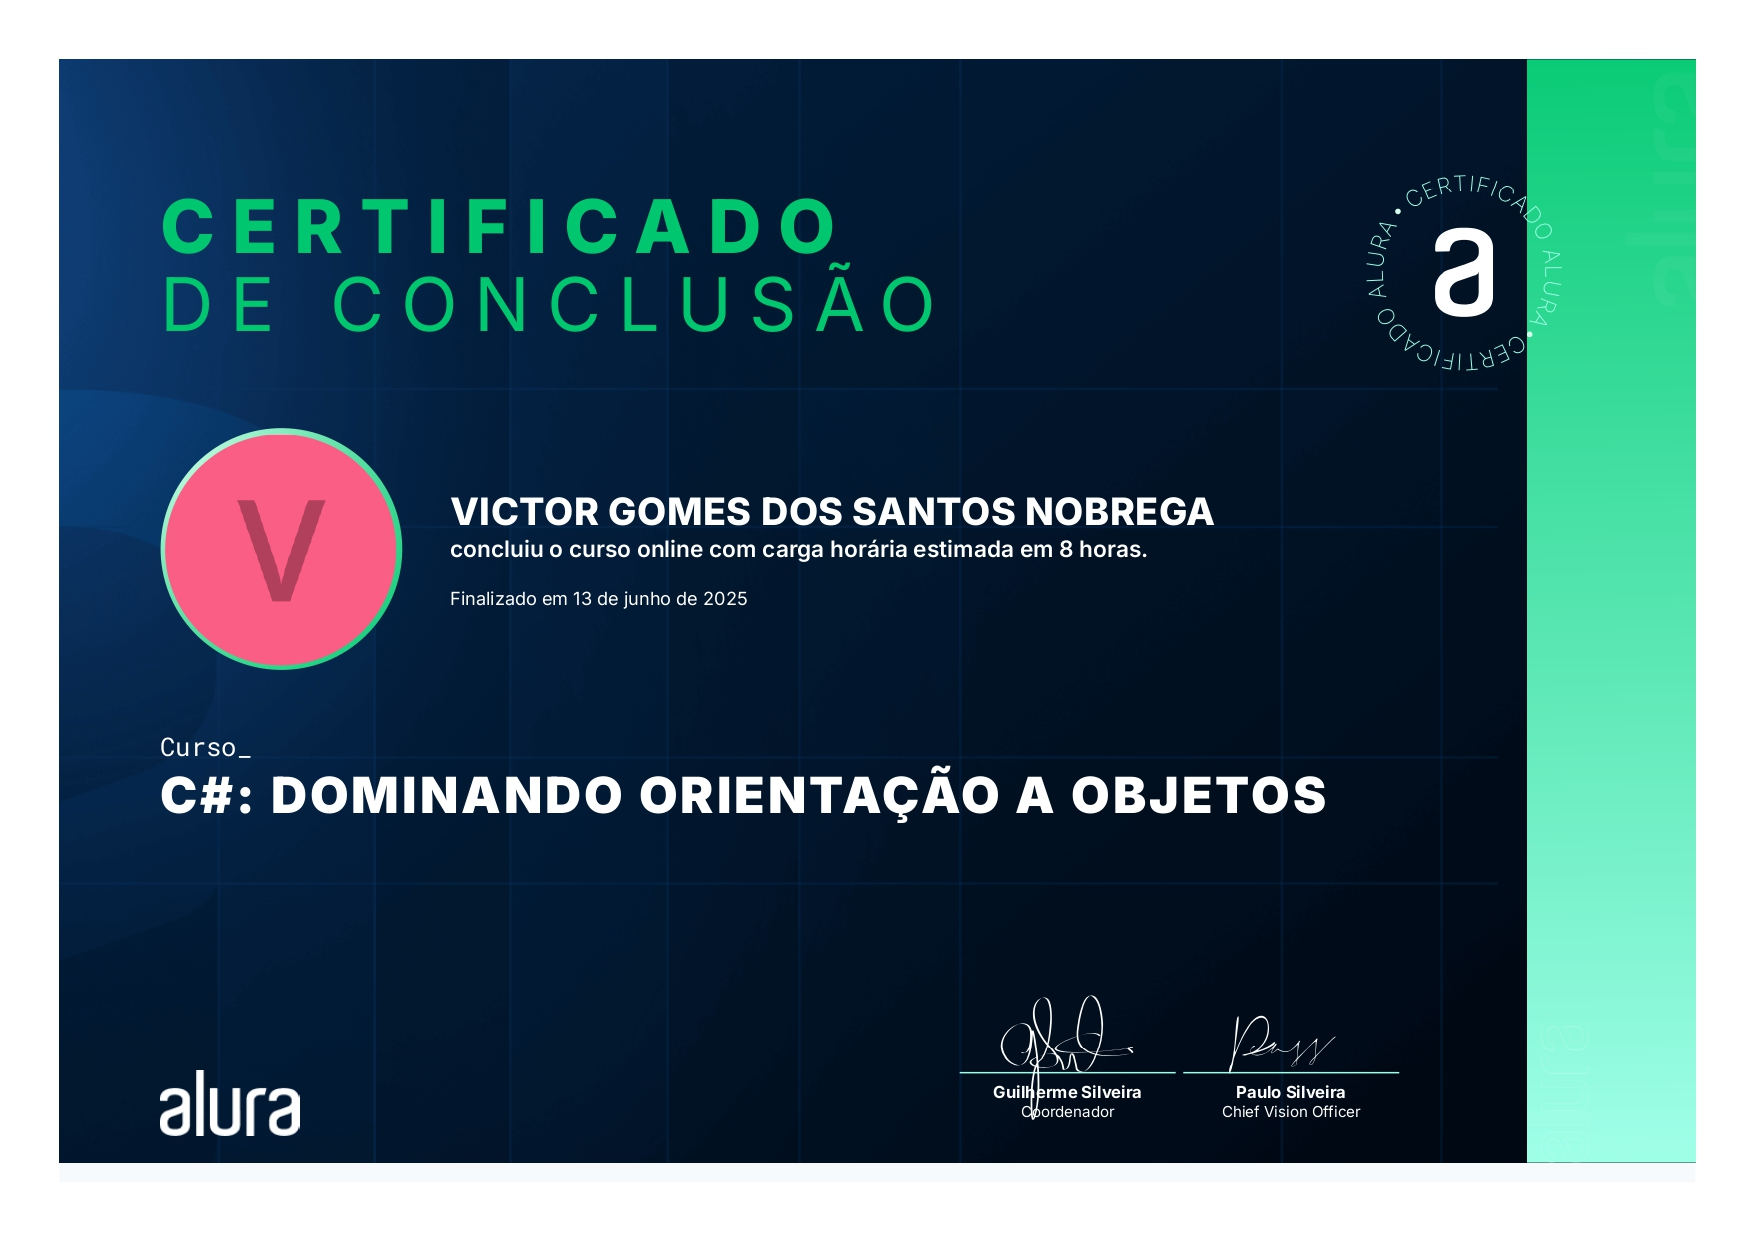 CERTIFICADO
DE CONCLUSÃO
CERTIFICADO ALURA • CERTIFICADO ALURA •
a
V
VICTOR GOMES DOS SANTOS NOBREGA
concluiu o curso online com carga horária estimada em 8 horas.
Finalizado em 13 de junho de 2025
Curso_
C#: DOMINANDO ORIENTAÇÃO A OBJETOS
Guilherme Silveira
Coordenador
Paulo Silveira
Chief Vision Officer
alura
alura
alura